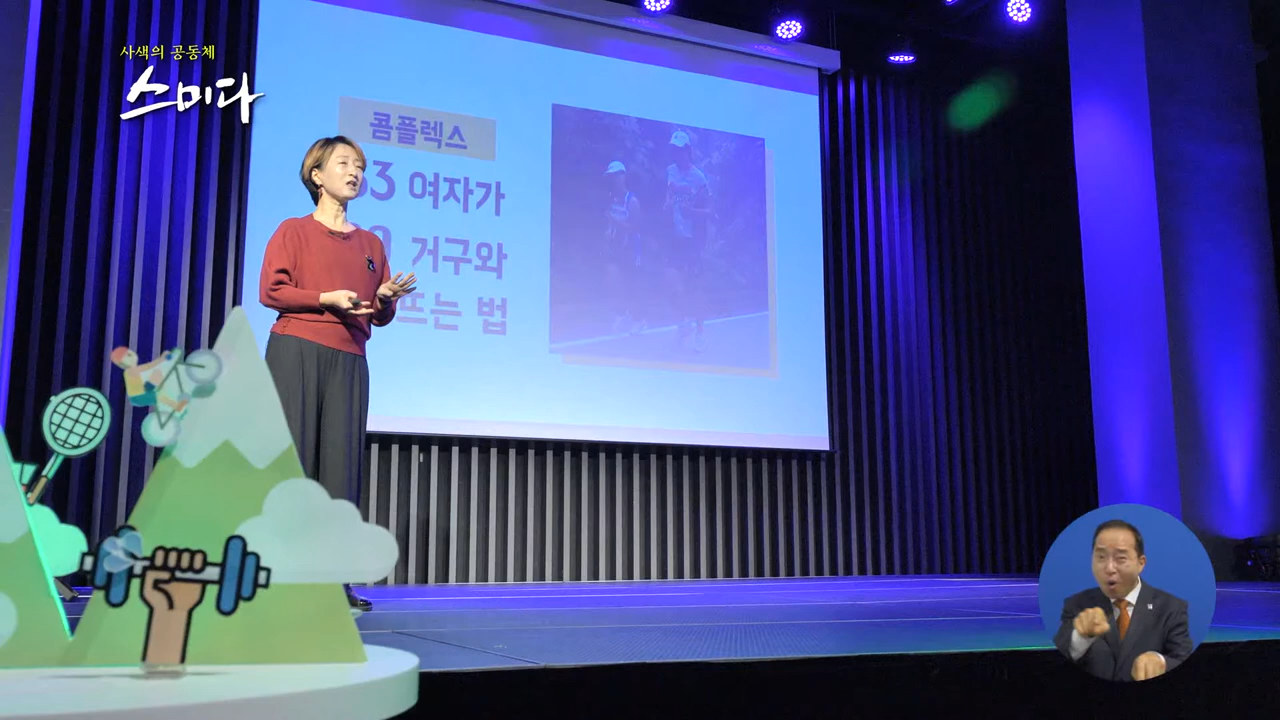 사색의 공동체
스미다
콤플렉스
여자가
거구와
뜨는 법